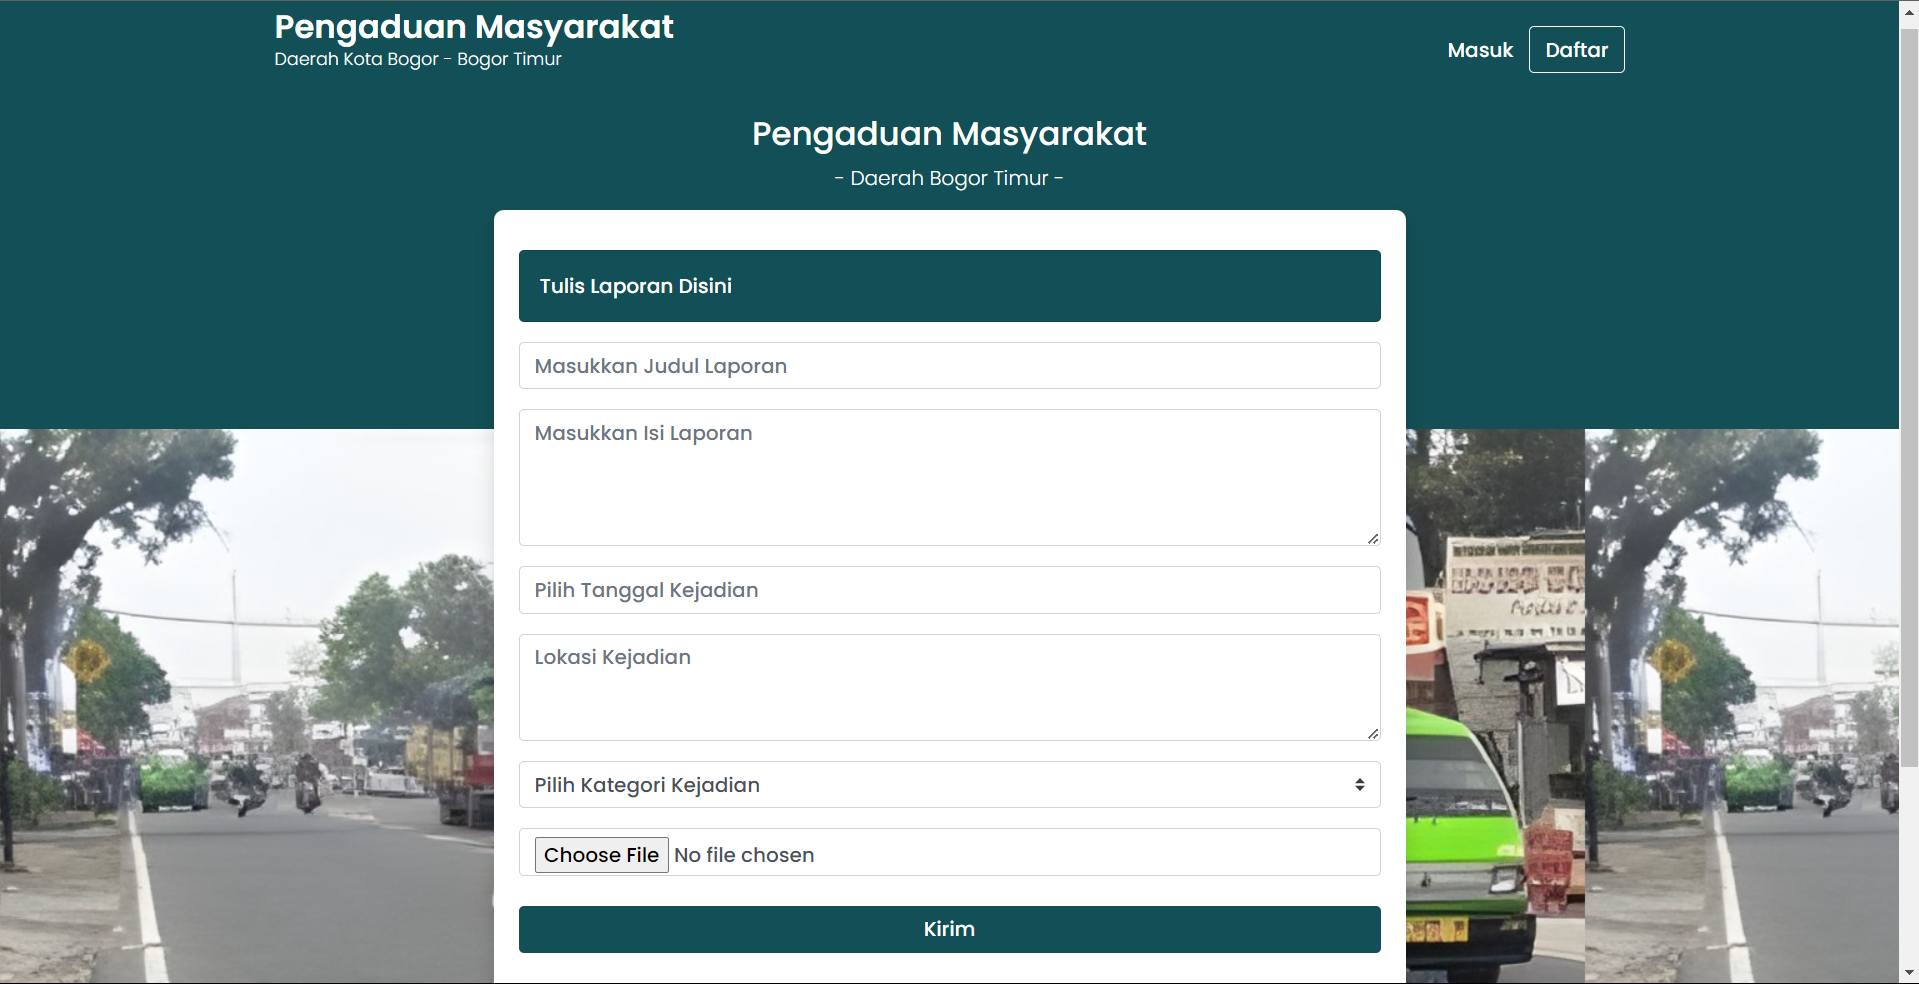 Pengaduan Masyarakat
Daerah Kota Bogor - Bogor Timur
Masuk
Daftar
Pengaduan Masyarakat
- Daerah Bogor Timur -
Tulis Laporan Disini
Masukkan Judul Laporan
Masukkan Isi Laporan
Pilih Tanggal Kejadian
Lokasi Kejadian
Pilih Kategori Kejadian
Choose File No file chosen
Kirim